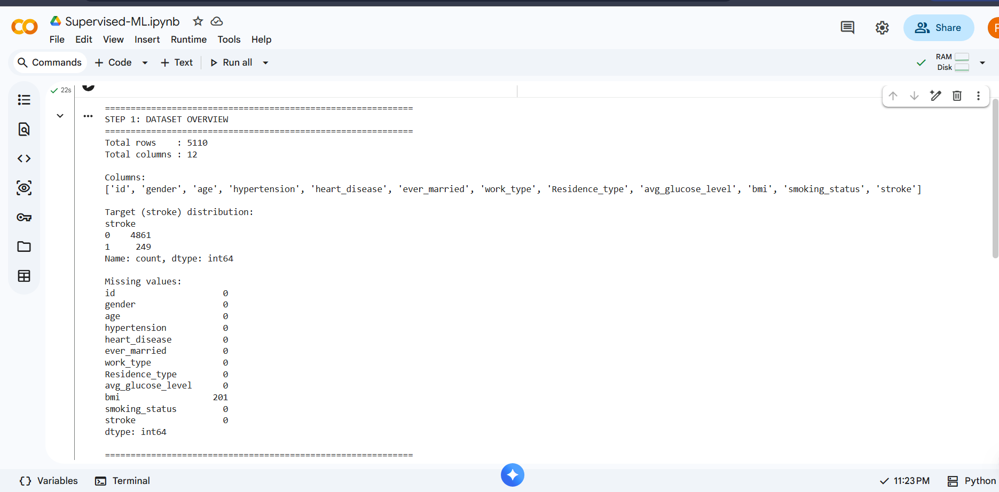 Supervised-ML.ipynb
File Edit View Insert Runtime Tools Help
Share
Commands + Code + Text Run all
RAM
Disk
22s
============================================================
STEP 1: DATASET OVERVIEW
============================================================
Total rows    : 5110
Total columns : 12
Columns:
['id', 'gender', 'age', 'hypertension', 'heart_disease', 'ever_married', 'work_type', 'Residence_type', 'avg_glucose_level', 'bmi', 'smoking_status', 'stroke']
Target (stroke) distribution:
stroke
0    4861
1     249
Name: count, dtype: int64
Missing values:
id                     0
gender                 0
age                    0
hypertension           0
heart_disease          0
ever_married           0
work_type              0
Residence_type         0
avg_glucose_level      0
bmi                  201
smoking_status         0
stroke                 0
dtype: int64
============================================================
Variables Terminal
11:23 PM Python